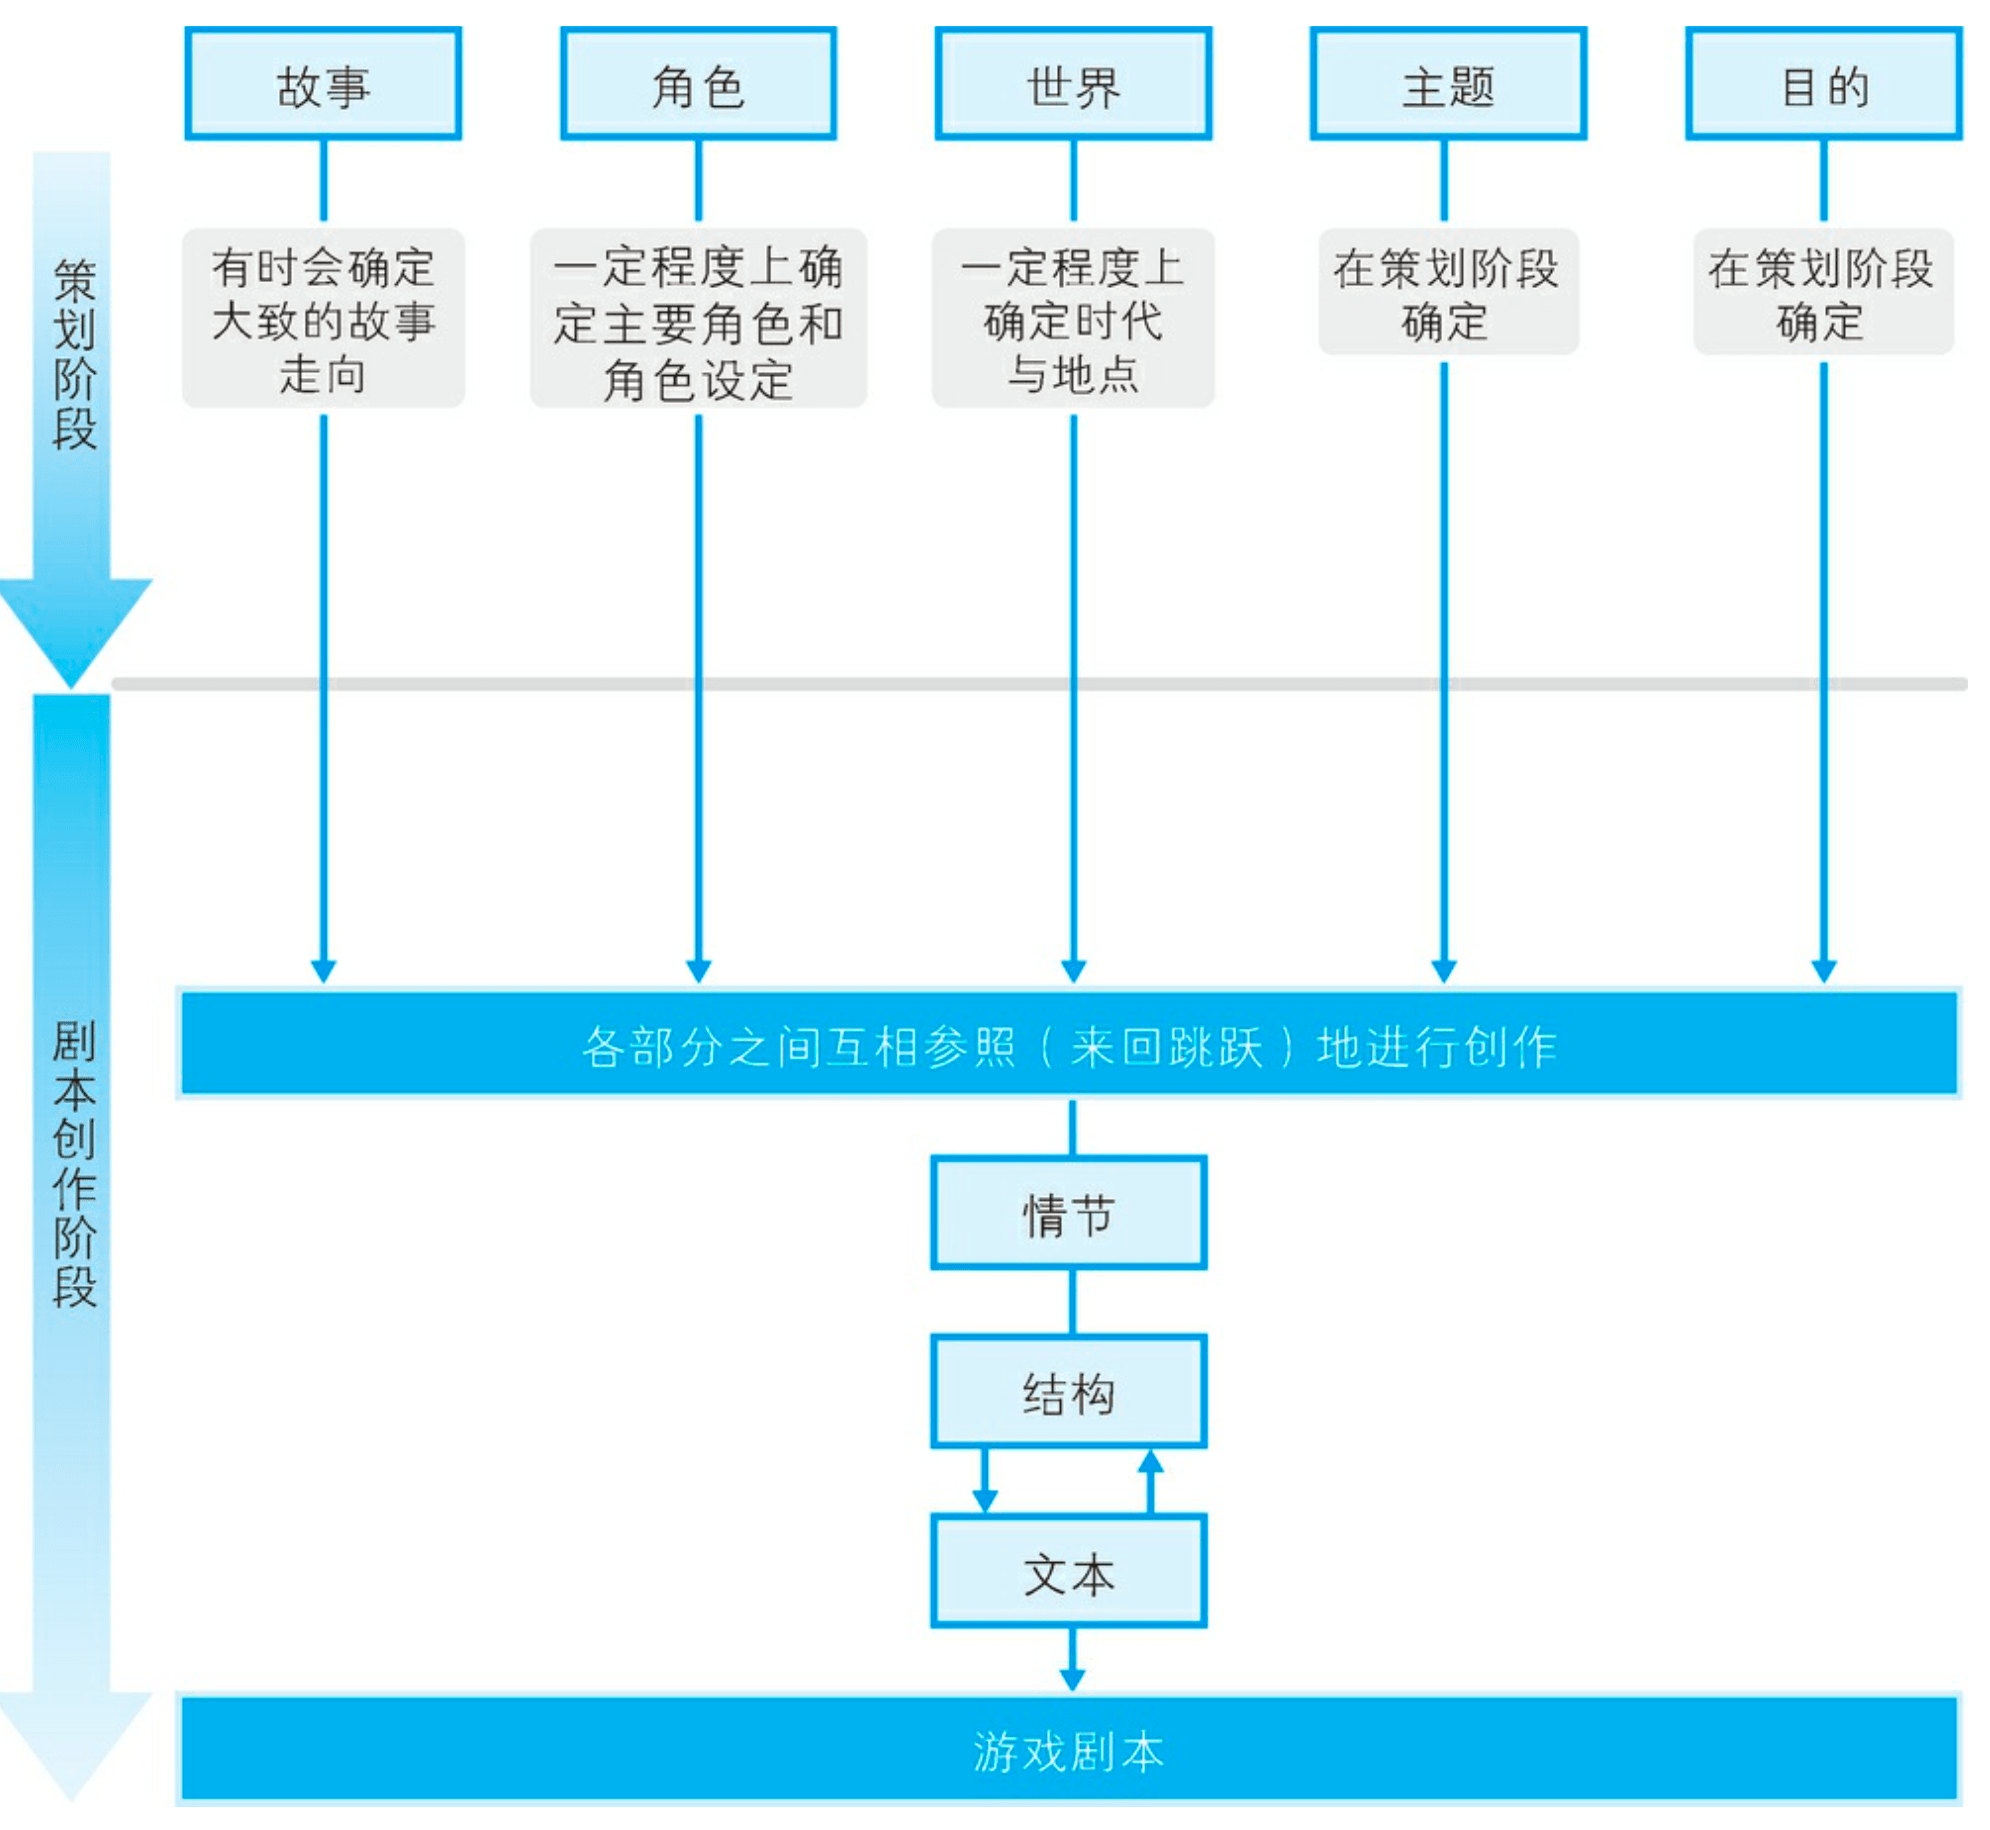 故事
角色
世界
主题
目的
策划阶段
有时会确定
大致的故事
走向
一定程度上确
定主要角色和
角色设定
一定程度上
确定时代
与地点
在策划阶段
确定
在策划阶段
确定
剧本创作阶段
各部分之间互相参照（来回跳跃）地进行创作
情节
结构
文本
游戏剧本